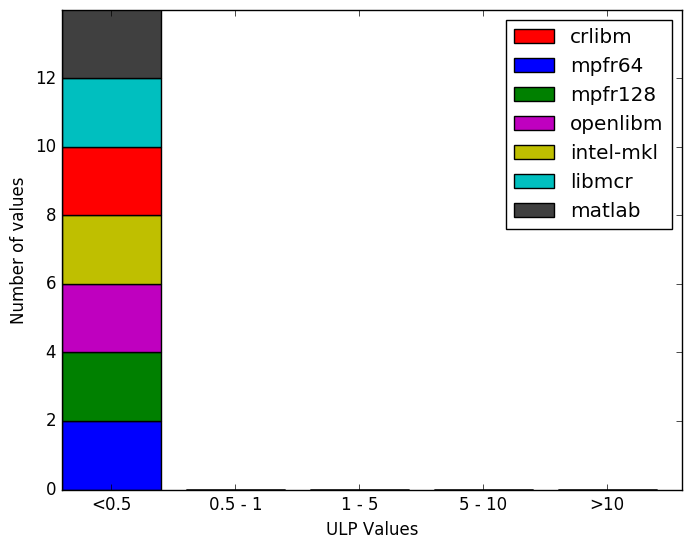 crlibm
mpfr64
mpfr128
openlibm
intel-mkl
libmcr
matlab
Number of values
12
10
8
6
4
2
0
<0.5
0.5 - 1
1 - 5
5 - 10
>10
ULP Values